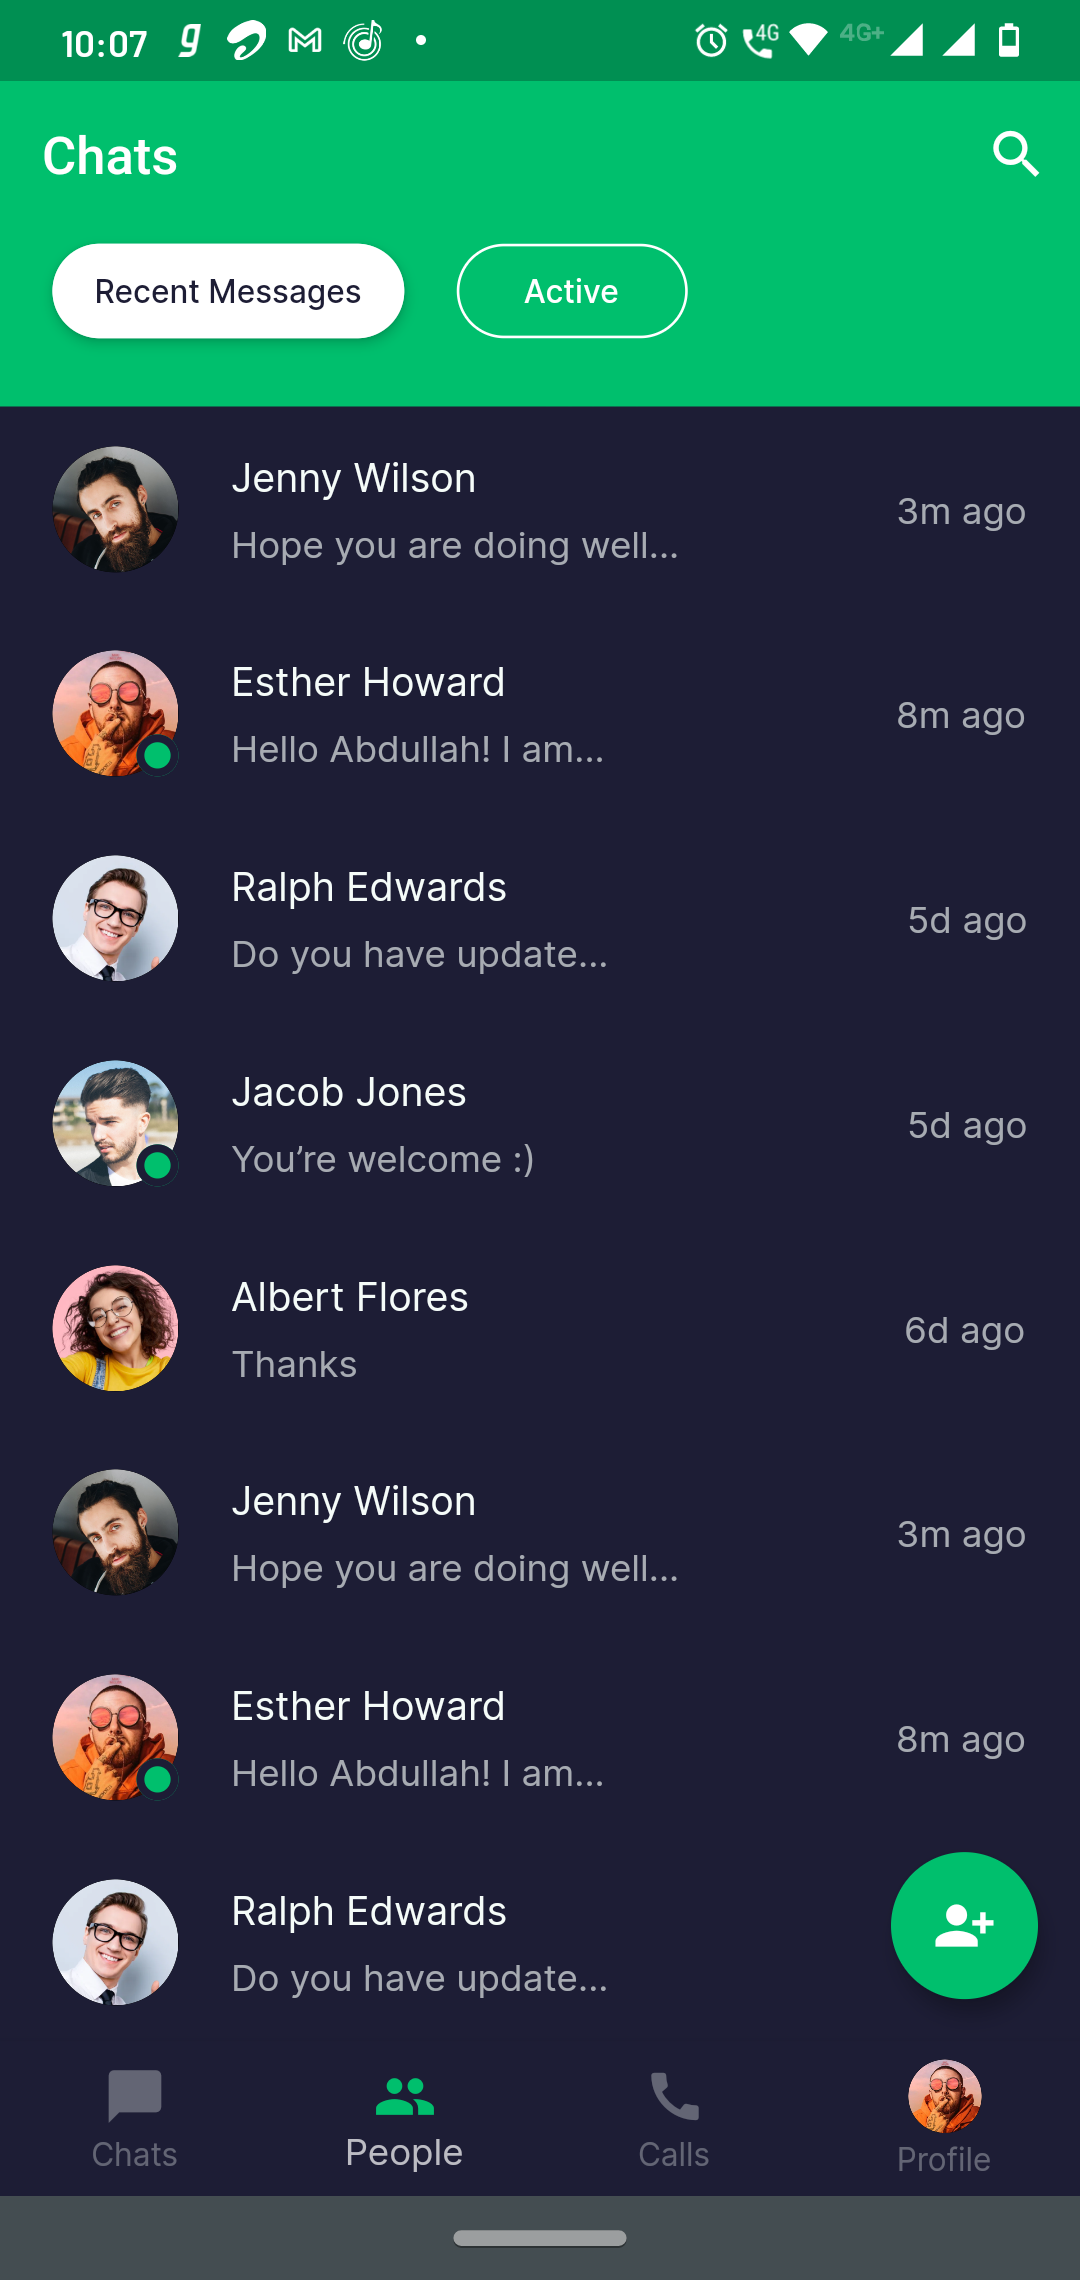 10:07
4G
4G+
Chats
Recent Messages
Active
Jenny Wilson
3m ago
Hope you are doing well...
Esther Howard
8m ago
Hello Abdullah! I am...
Ralph Edwards
5d ago
Do you have update...
Jacob Jones
5d ago
You’re welcome :)
Albert Flores
6d ago
Thanks
Jenny Wilson
3m ago
Hope you are doing well...
Esther Howard
8m ago
Hello Abdullah! I am...
Ralph Edwards
Do you have update...
Chats
People
Calls
Profile